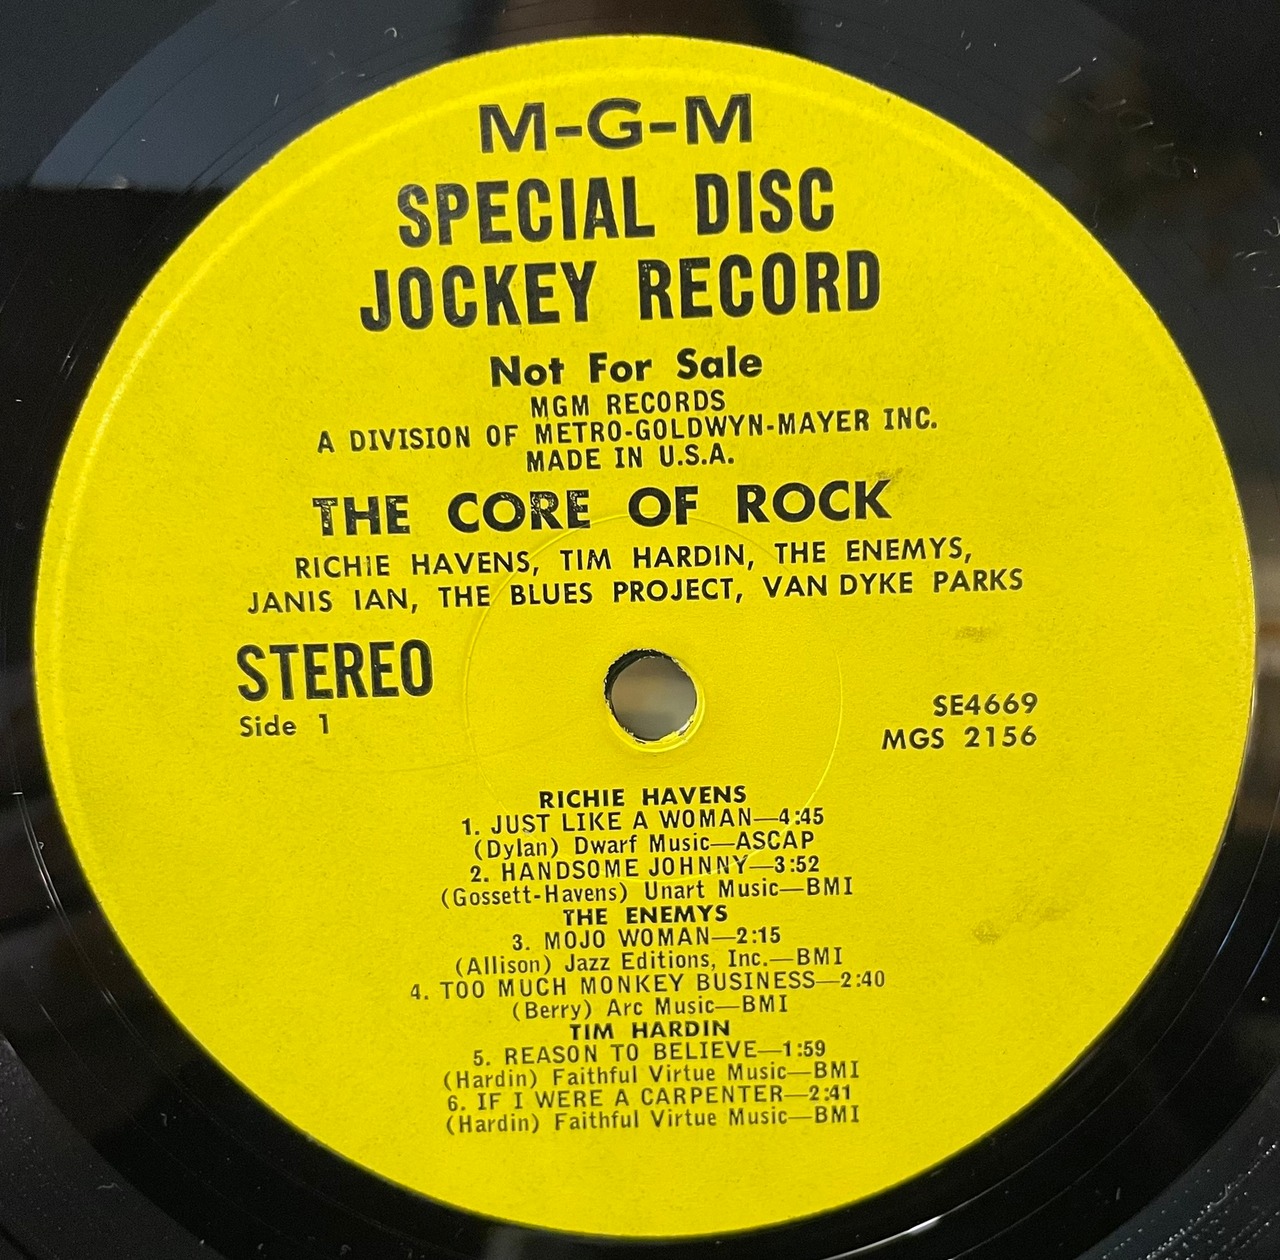 M-G-M
SPECIAL DISC
JOCKEY RECORD
Not For Sale
MGM RECORDS
A DIVISION OF METRO-GOLDWYN-MAYER INC.
MADE IN U.S.A.
THE CORE OF ROCK
RICHIE HAVENS, TIM HARDIN, THE ENEMYS,
JANIS IAN, THE BLUES PROJECT, VAN DYKE PARKS
STEREO
Side 1
SE4669
MGS 2156
RICHIE HAVENS
1. JUST LIKE A WOMAN—4:45
(Dylan) Dwarf Music—ASCAP
2. HANDSOME JOHNNY—3:52
(Gossett-Havens) Unart Music—BMI
THE ENEMYS
3. MOJO WOMAN—2:15
(Allison) Jazz Editions, Inc.—BMI
4. TOO MUCH MONKEY BUSINESS—2:40
(Berry) Arc Music—BMI
TIM HARDIN
5. REASON TO BELIEVE—1:59
(Hardin) Faithful Virtue Music—BMI
6. IF I WERE A CARPENTER—2:41
(Hardin) Faithful Virtue Music—BMI